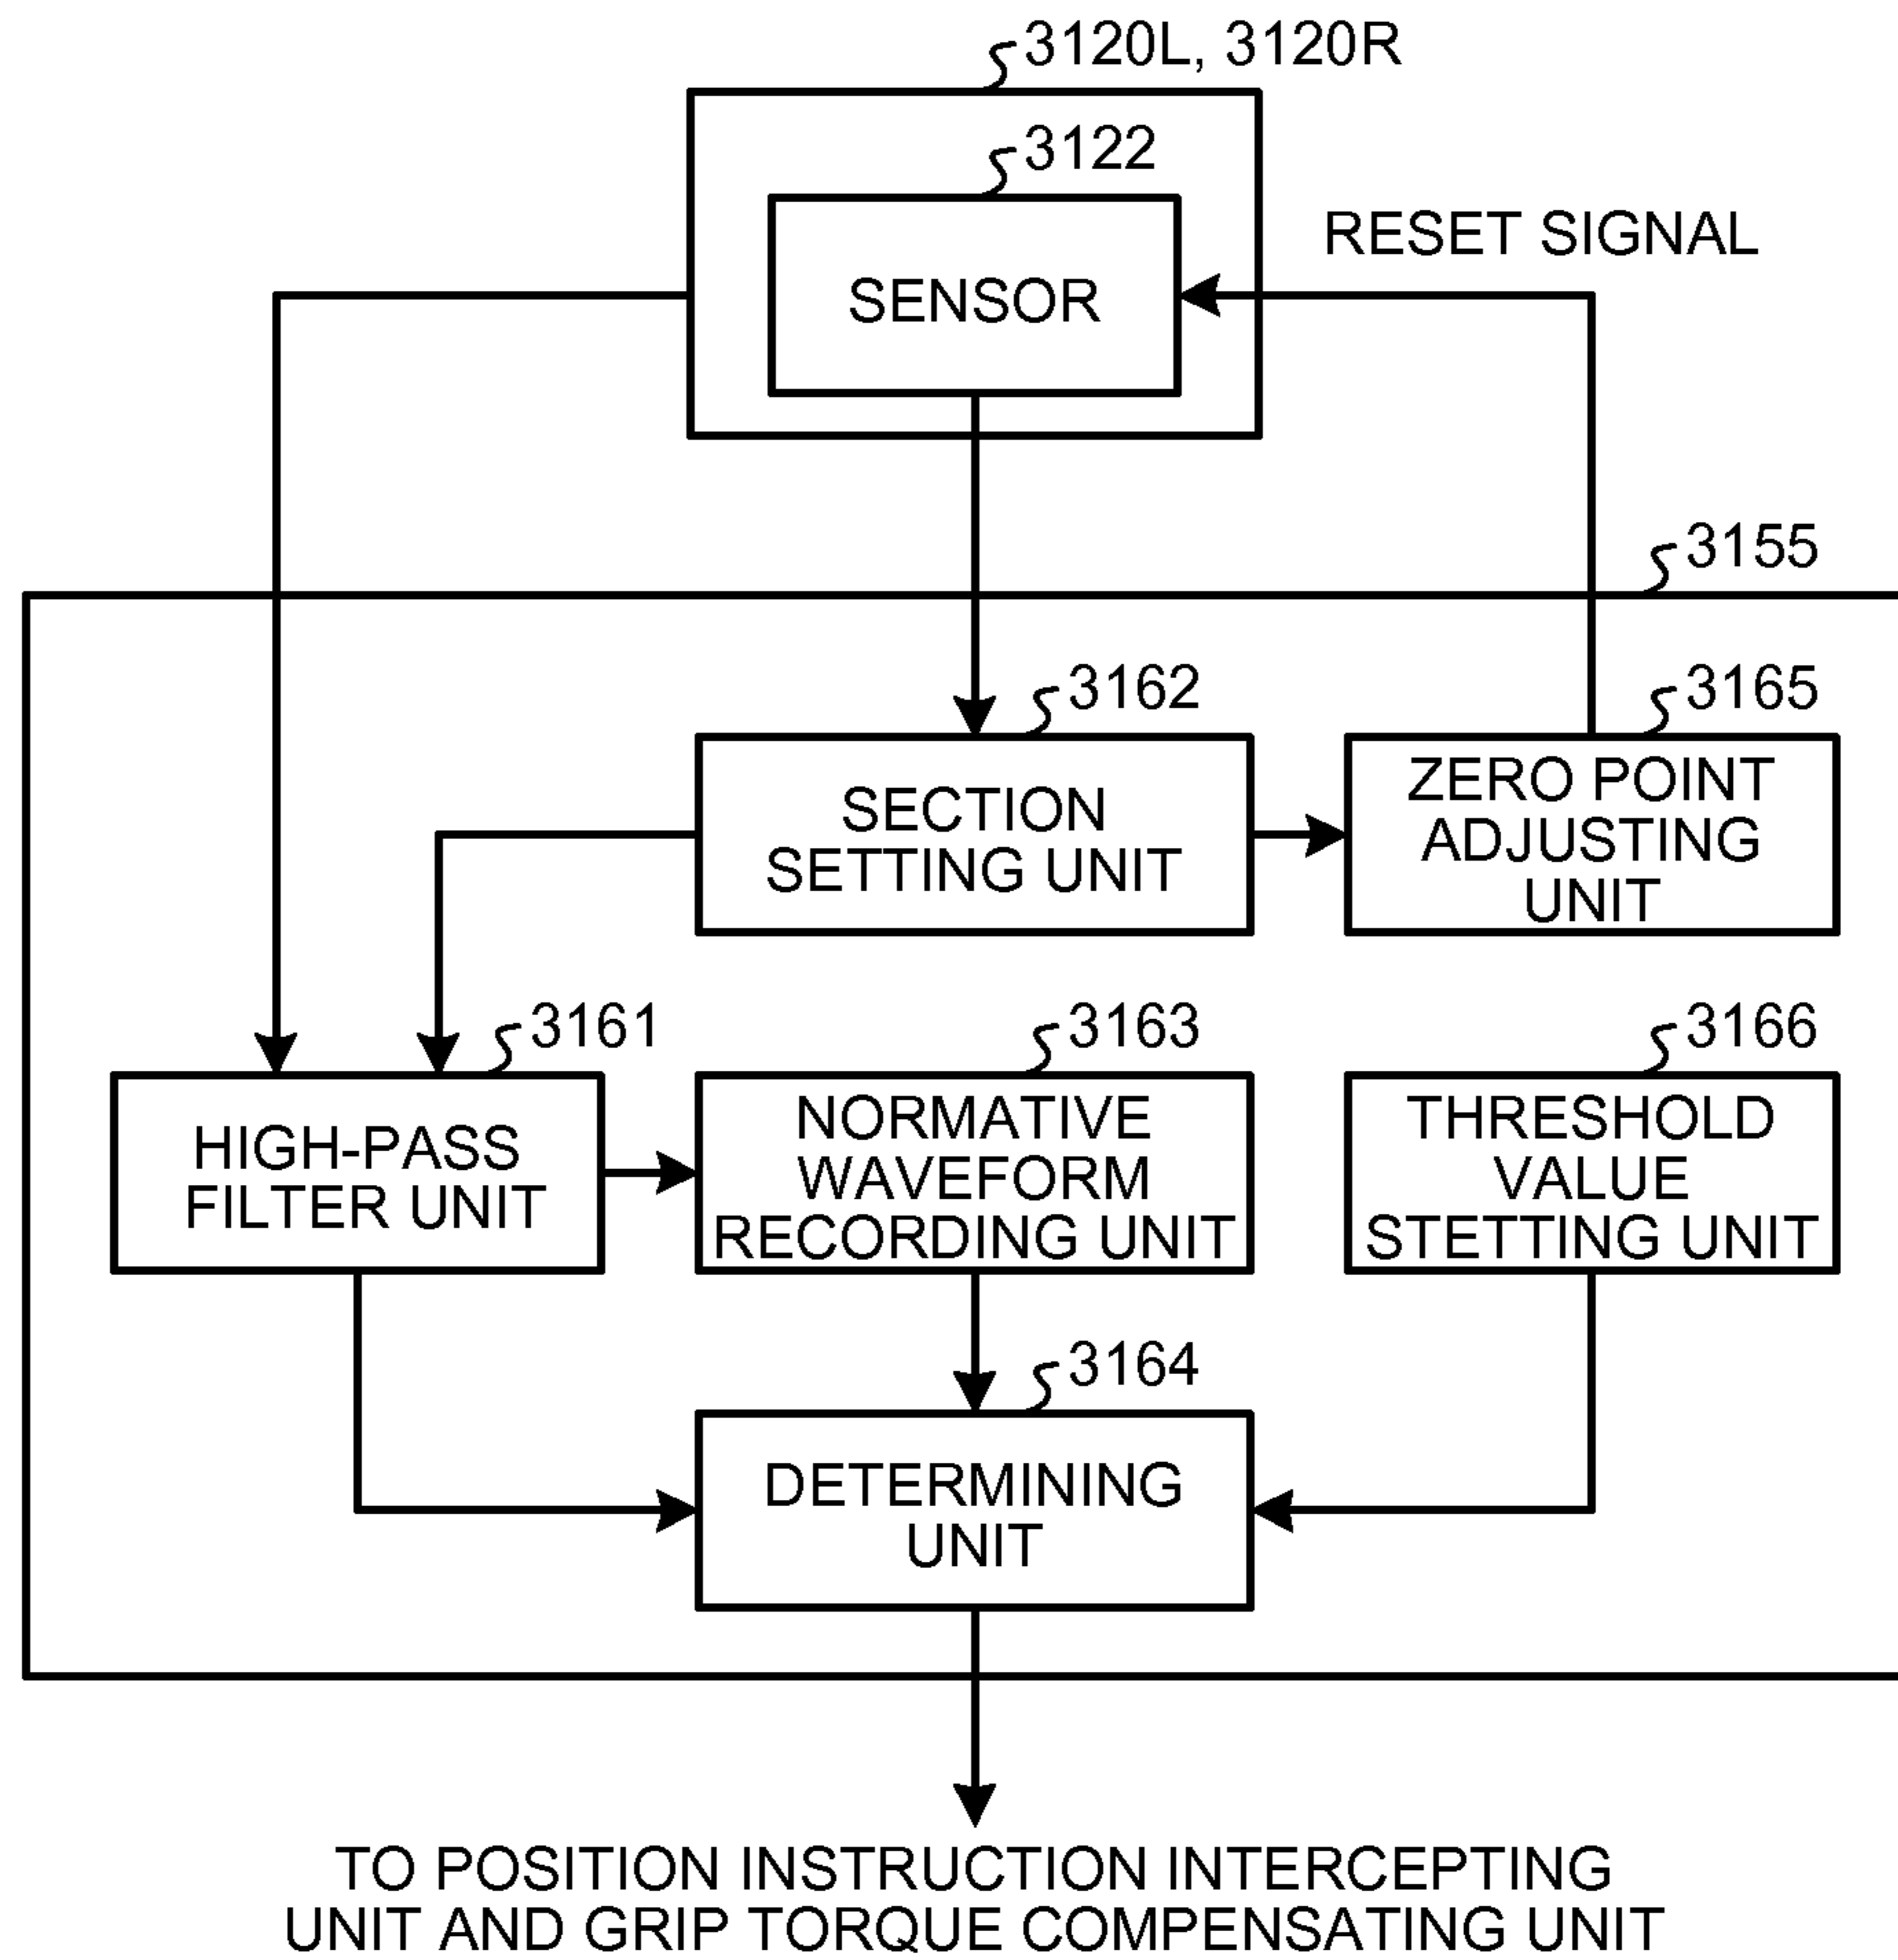 3120L, 3120R
3122
SENSOR
RESET SIGNAL
3155
3162
3165
SECTION
SETTING UNIT
ZERO POINT
ADJUSTING
UNIT
3161
3163
3166
HIGH-PASS
FILTER UNIT
NORMATIVE
WAVEFORM
RECORDING UNIT
THRESHOLD
VALUE
STETTING UNIT
3164
DETERMINING
UNIT
TO POSITION INSTRUCTION INTERCEPTING
UNIT AND GRIP TORQUE COMPENSATING UNIT